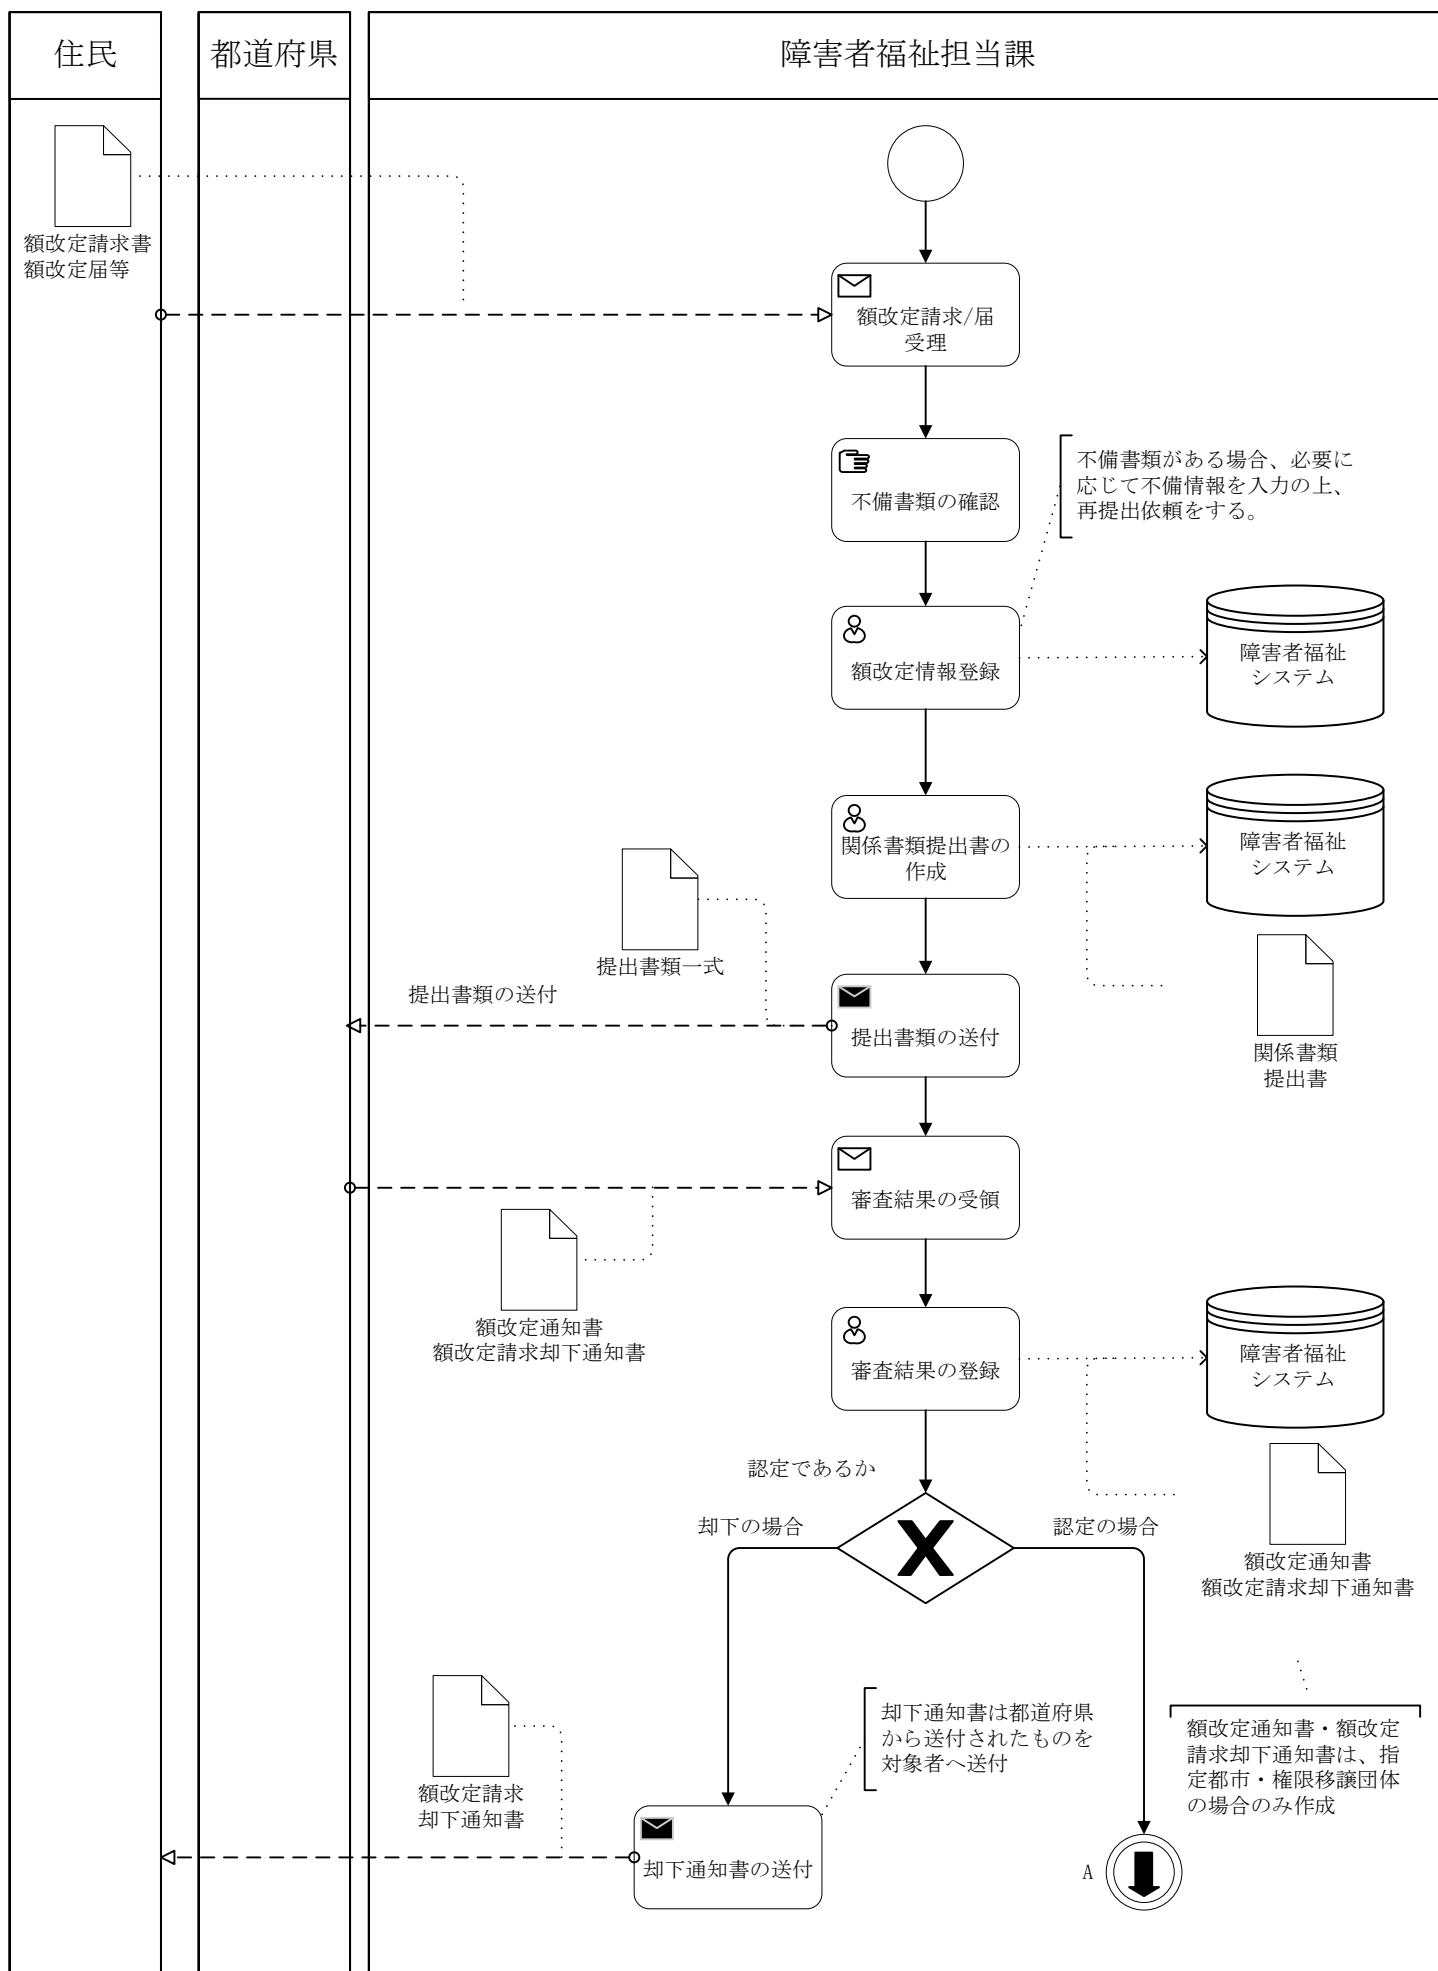 住民
都道府県
障害者福祉担当課
額改定請求書
額改定届等
額改定請求/届
受理
不備書類の確認
不備書類がある場合、必要に
応じて不備情報を入力の上、
再提出依頼をする。
額改定情報登録
障害者福祉
システム
関係書類提出書の
作成
障害者福祉
システム
提出書類一式
関係書類
提出書
提出書類の送付
提出書類の送付
審査結果の受領
額改定通知書
額改定請求却下通知書
審査結果の登録
障害者福祉
システム
額改定通知書
額改定請求却下通知書
認定であるか
却下の場合
認定の場合
額改定通知書・額改定
請求却下通知書は、指
定都市・権限移譲団体
の場合のみ作成
却下通知書は都道府県
から送付されたものを
対象者へ送付
額改定請求
却下通知書
却下通知書の送付
A